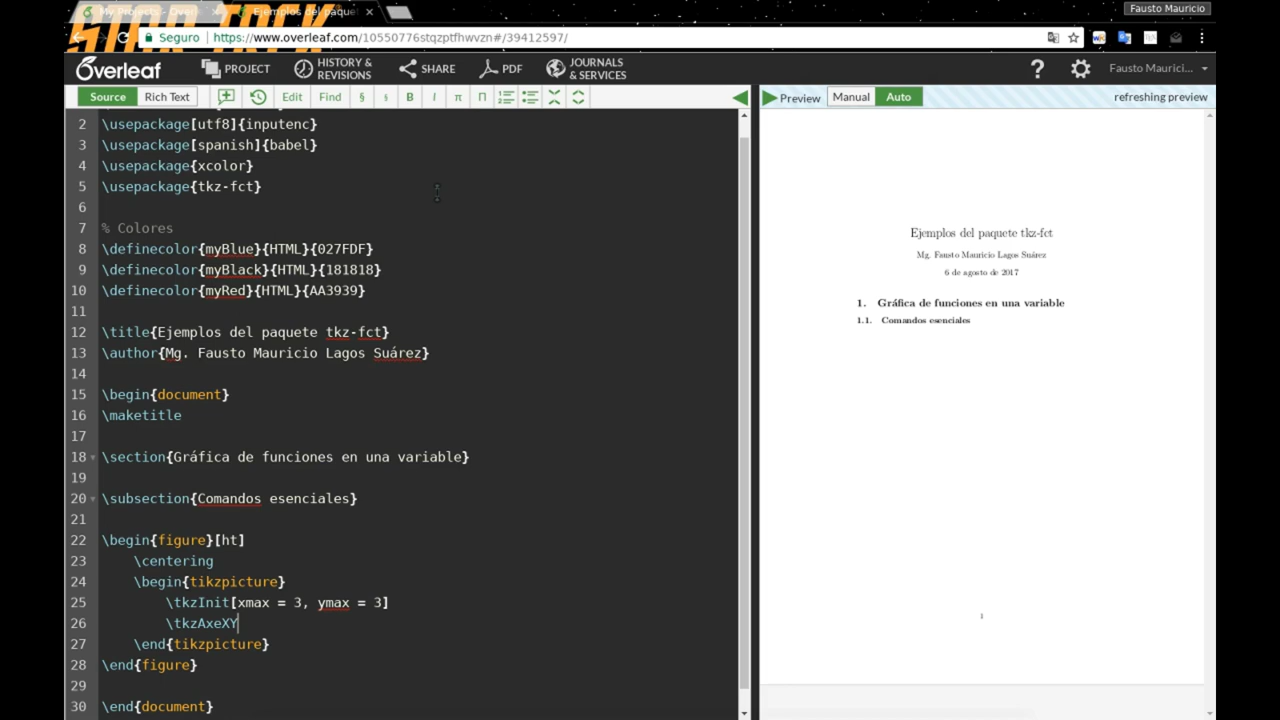 Fausto Mauricio
My Projects - Over
Ejemplos del paque
Seguro https://www.overleaf.com/10550776stqzptfhwvzn#/39412597/
Overleaf PROJECT HISTORY & REVISIONS SHARE PDF JOURNALS & SERVICES ? Fausto Maurici...
Source Rich Text Edit Find § § B I π Π Preview Manual Auto refreshing preview
2 \usepackage[utf8]{inputenc}
3 \usepackage[spanish]{babel}
4 \usepackage{xcolor}
5 \usepackage{tkz-fct}
6
7 % Colores
8 \definecolor{myBlue}{HTML}{027FDF}
9 \definecolor{myBlack}{HTML}{181818}
10 \definecolor{myRed}{HTML}{AA3939}
11
12 \title{Ejemplos del paquete tkz-fct}
13 \author{Mg. Fausto Mauricio Lagos Suárez}
14
15 \begin{document}
16 \maketitle
17
18 \section{Gráfica de funciones en una variable}
19
20 \subsection{Comandos esenciales}
21
22 \begin{figure}[ht]
23 \centering
24 \begin{tikzpicture}
25 \tkzInit[xmax = 3, ymax = 3]
26 \tkzAxeXY
27 \end{tikzpicture}
28 \end{figure}
29
30 \end{document}
Ejemplos del paquete tkz-fct
Mg. Fausto Mauricio Lagos Suárez
6 de agosto de 2017
1. Gráfica de funciones en una variable
1.1. Comandos esenciales
1